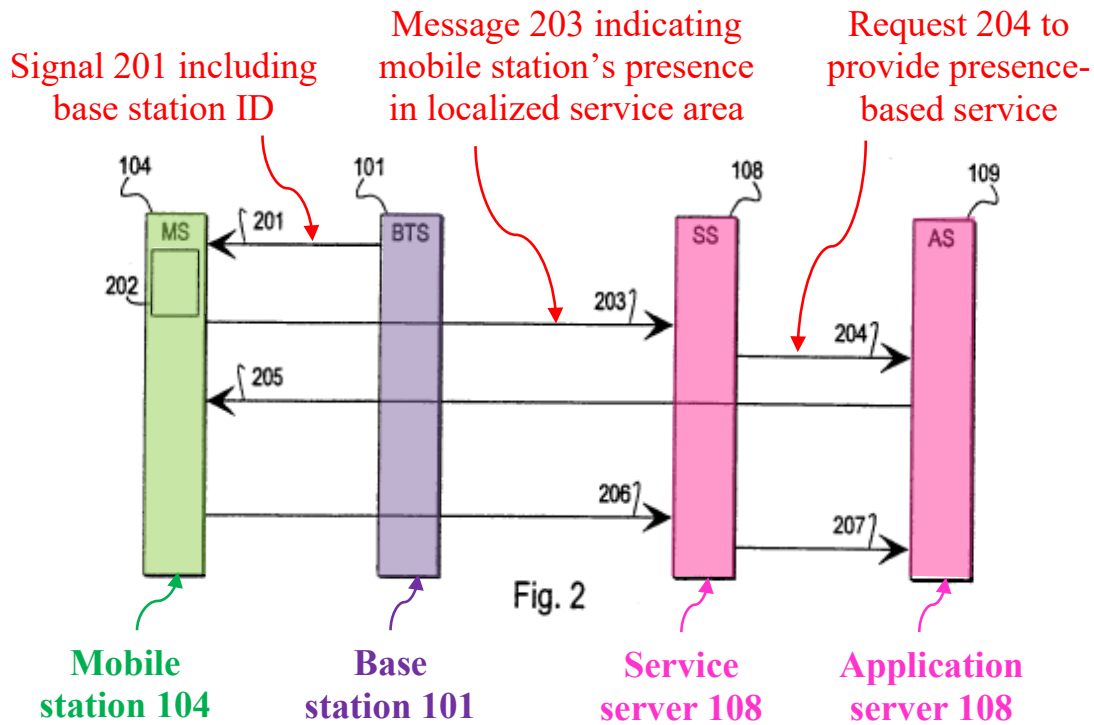 Signal 201 including
base station ID
Message 203 indicating
mobile station’s presence
in localized service area
Request 204 to
provide presence-
based service
104
101
108
109
MS
BTS
SS
AS
201
202
203
204
205
206
207
Fig. 2
Mobile
station 104
Base
station 101
Service
server 108
Application
server 108